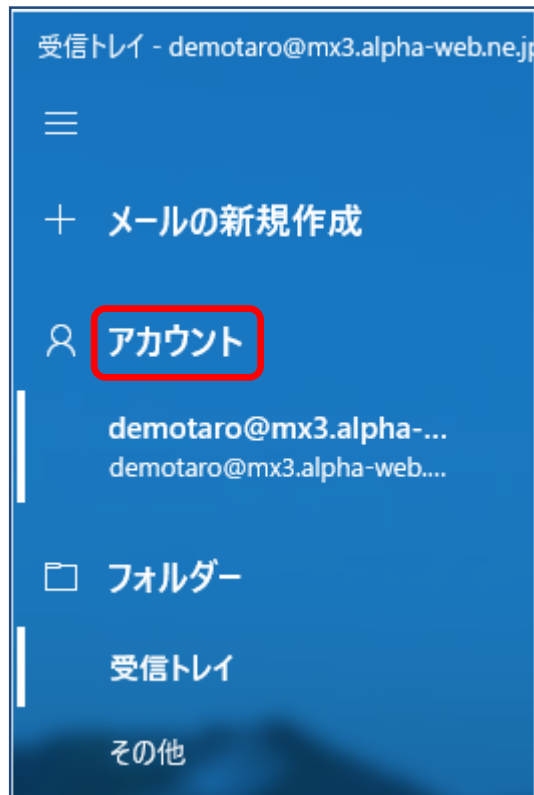 受信トレイ - demotaro@mx3.alpha-web.ne.jp
メールの新規作成
アカウント
demotaro@mx3.alpha-...
demotaro@mx3.alpha-web....
フォルダー
受信トレイ
その他